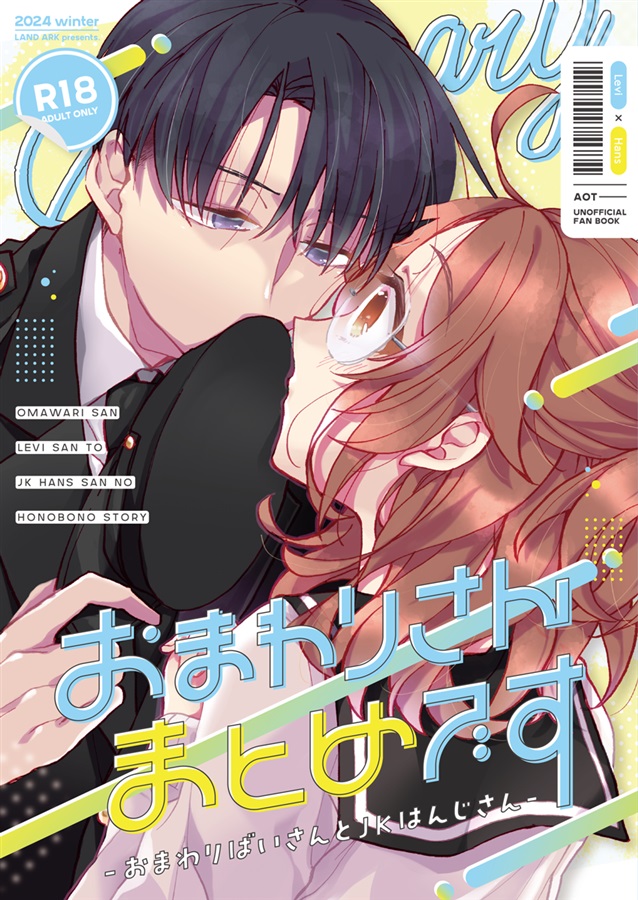 2024 winter
LAND ARK presents.
ary
R18
ADULT ONLY
Levi × Hans
AOT
UNOFFICIAL
FAN BOOK
OMAWARI SAN
LEVI SAN TO
JK HANS SAN NO
HONOBONO STORY
おまわりさん
まとめです
-おまわりばいさんとJKはんじさん-